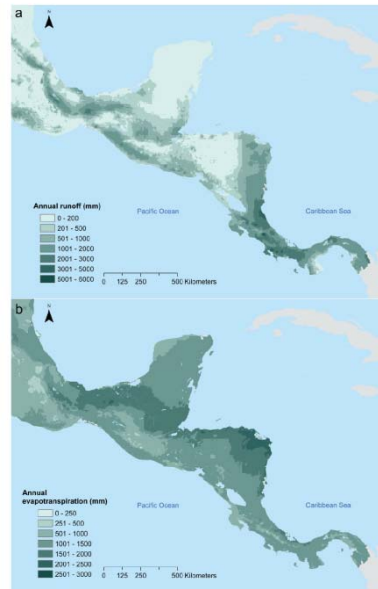 a
N
Annual runoff (mm)
0 - 200
201 - 500
501 - 1000
1001 - 2000
2001 - 3000
3001 - 5000
5001 - 6000
Pacific Ocean
Caribbean Sea
0 125 250 500 Kilometers
b
N
Annual
evapotranspiration (mm)
0 - 250
251 - 500
501 - 1000
1001 - 1500
1501 - 2000
2001 - 2500
2501 - 3000
Pacific Ocean
Caribbean Sea
0 125 250 500 Kilometers